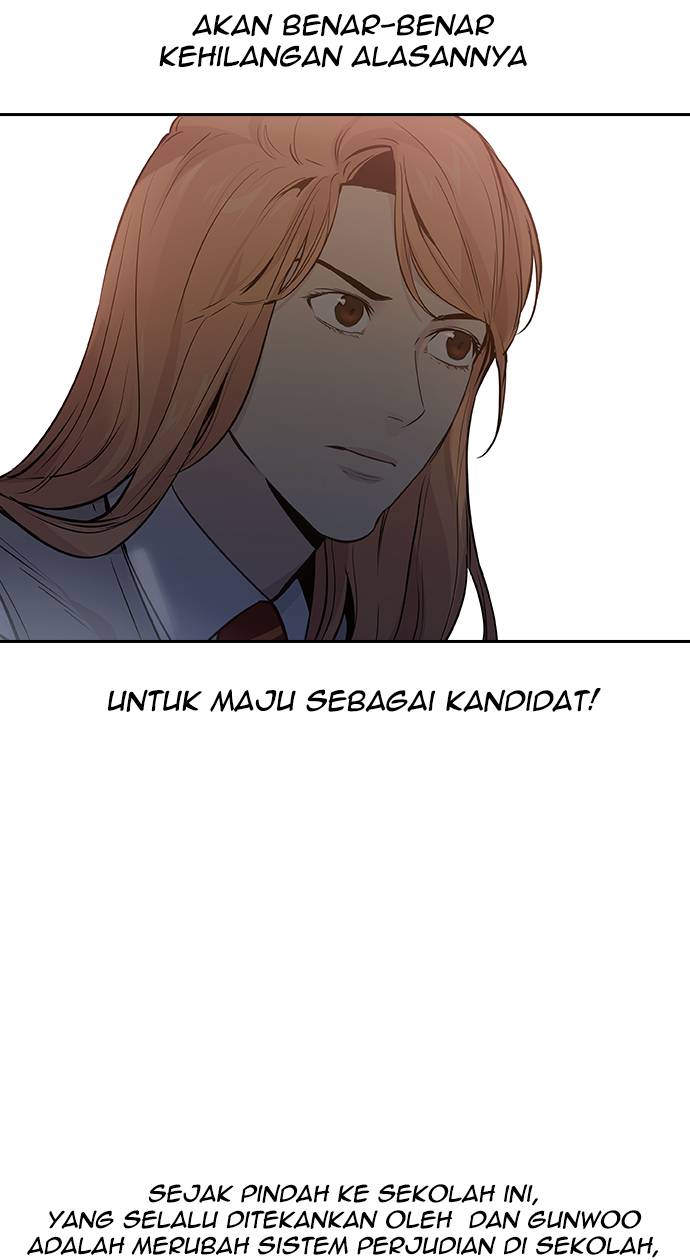 AKAN BENAR-BENAR
KEHILANGAN ALASANNYA
UNTUK MAJU SEBAGAI KANDIDAT!
SEJAK PINDAH KE SEKOLAH INI,
YANG SELALU DITEKANKAN OLEH DAN GUNWOO
ADALAH MERUBAH SISTEM PERJUDIAN DI SEKOLAH,